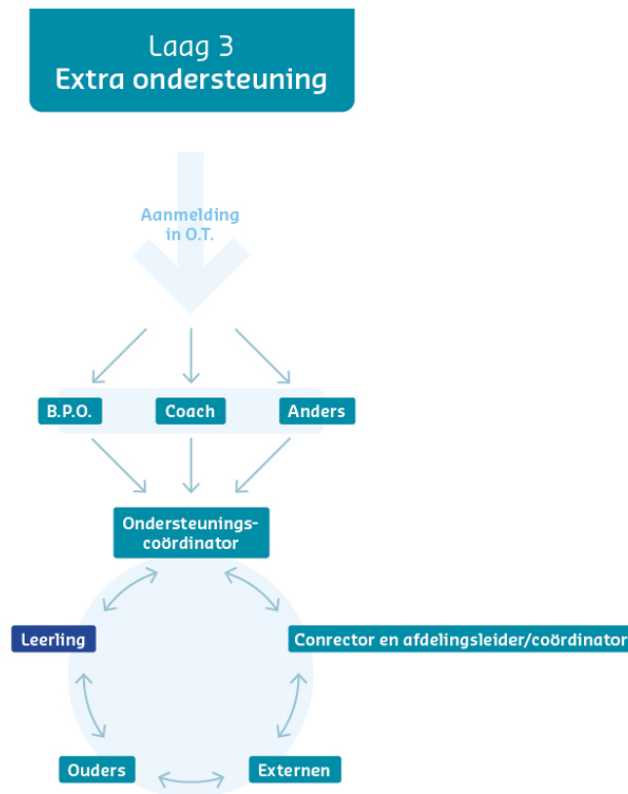 Laag 3
Extra ondersteuning
Aanmelding
in O.T.
B.P.O.
Coach
Anders
Ondersteunings-
coördinator
Leerling
Conrector en afdelingsleider/coördinator
Ouders
Externen